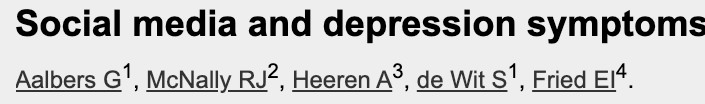 Social media and depression symptoms
Aalbers G1, McNally RJ2, Heeren A3, de Wit S1, Fried EI4.